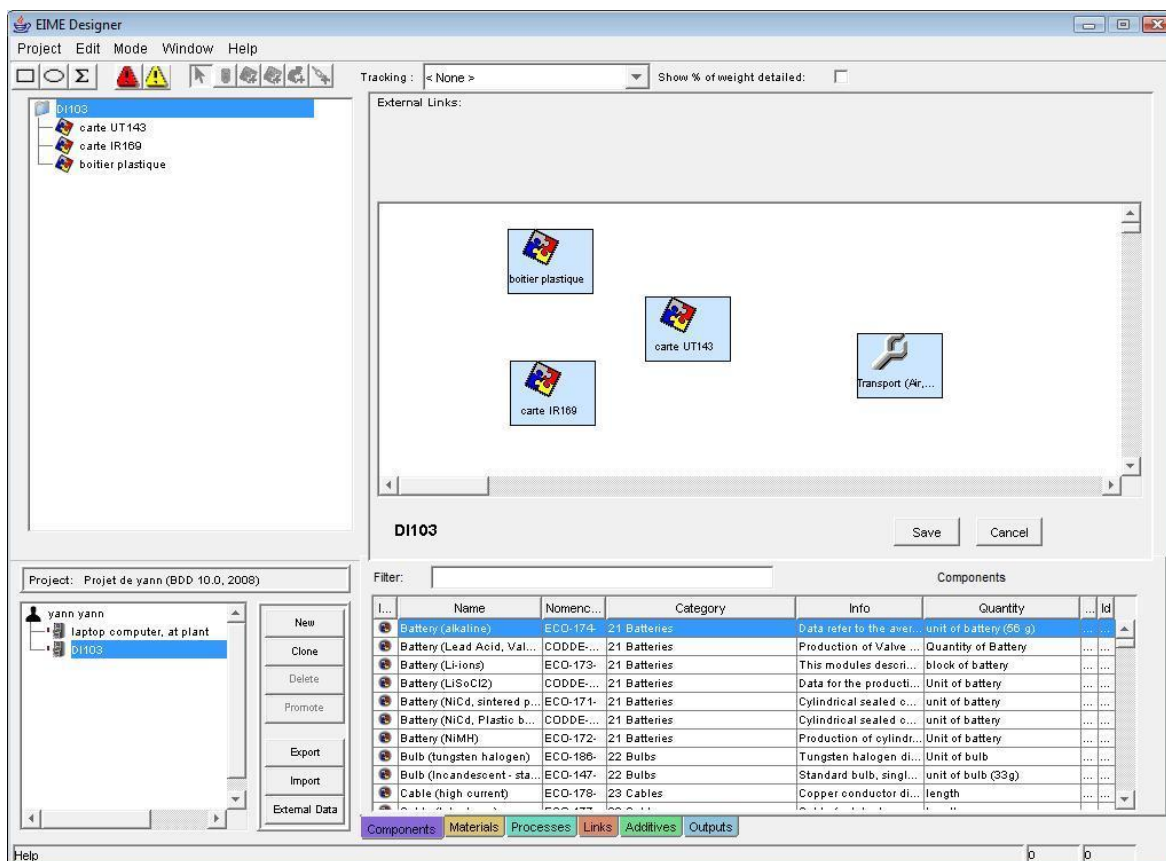 EIME Designer
Project Edit Mode Window Help
Σ Tracking : < None > Show % of weight detailed:
DI103
carte UT143
carte IR169
boitier plastique
External Links:
boitier plastique
carte UT143
Transport (Air,...
carte IR169
DI103 Save Cancel
Project: Projet de yann (BDD 10.0, 2008)
yann yann
laptop computer, at plant
DI103
New
Clone
Delete
Promote
Export
Import
External Data
Filter: Components
I... Name Nomenc... Category Info Quantity ... Id
Battery (alkaline) ECO-174- 21 Batteries Data refer to the aver... unit of battery (56 g) ... ...
Battery (Lead Acid, Val... CODDE-... 21 Batteries Production of Valve ... Quantity of Battery ... ...
Battery (Li-ions) ECO-173- 21 Batteries This modules descri... block of battery ... ...
Battery (LiSoCl2) CODDE-... 21 Batteries Data for the producti... Unit of battery ... ...
Battery (NiCd, sintered p... ECO-171- 21 Batteries Cylindrical sealed c... unit of battery ... ...
Battery (NiCd, Plastic b... CODDE-... 21 Batteries Cylindrical sealed c... unit of battery ... ...
Battery (NiMH) ECO-172- 21 Batteries Production of cylindr... Unit of battery ... ...
Bulb (tungsten halogen) ECO-186- 22 Bulbs Tungsten halogen di... Unit of bulb ... ...
Bulb (Incandescent - sta... ECO-147- 22 Bulbs Standard bulb, singl... unit of bulb (33g) ... ...
Cable (high current) ECO-178- 23 Cables Copper conductor di... length ... ...
Components Materials Processes Links Additives Outputs
Help 0 0